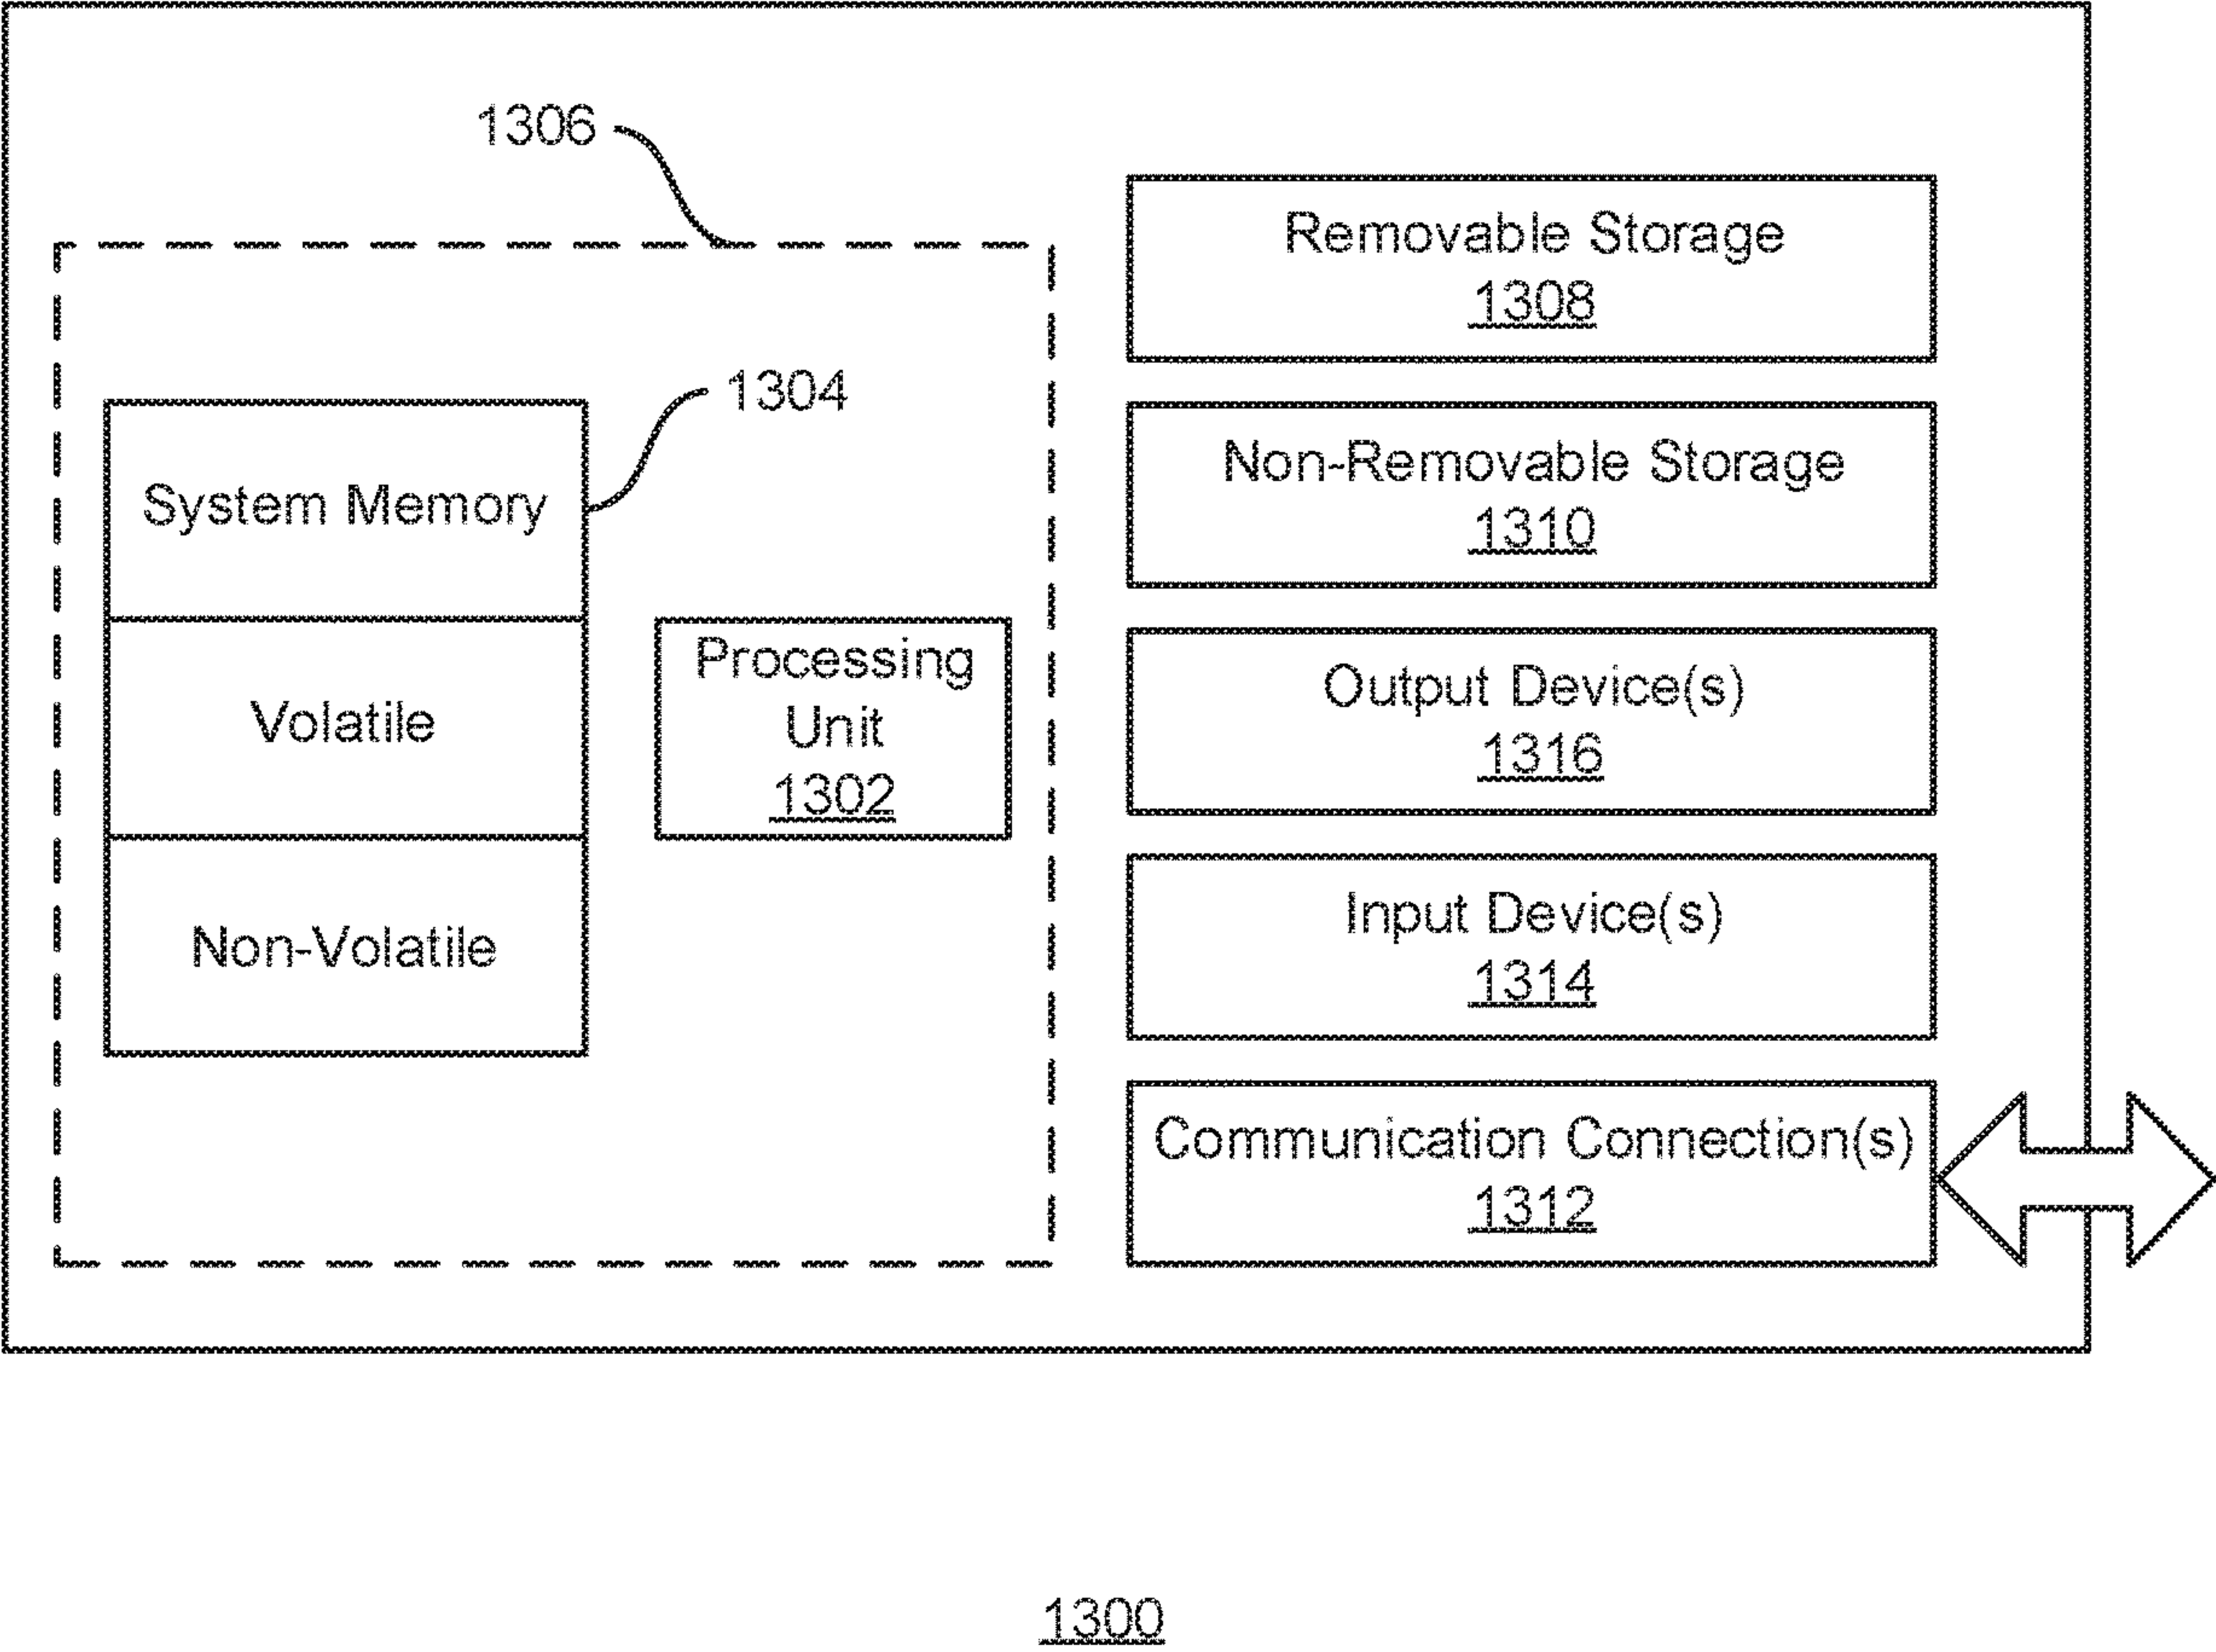 1306
1304
System Memory
Volatile
Non-Volatile
Processing
Unit
1302
Removable Storage
1308
Non-Removable Storage
1310
Output Device(s)
1316
Input Device(s)
1314
Communication Connection(s)
1312
1300